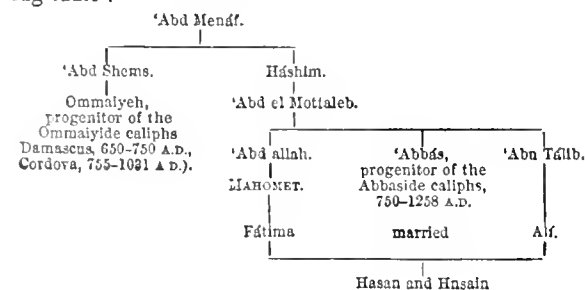 ‘Abd Menáf.
‘Abd Shems. Háshim.
Ommaiyeh, ‘Abd el Mottaleb.
progenitor of the
Ommaiyide caliphs
Damascus, 650–750 A.D.,
Cordova, 755–1031 A.D.).
‘Abd allah. ‘Abbás, ‘Abu Tálib.
MAHOMET. progenitor of the
Abbaside caliphs,
750–1258 A.D.
Fátima married Alí.
Hasan and Husain